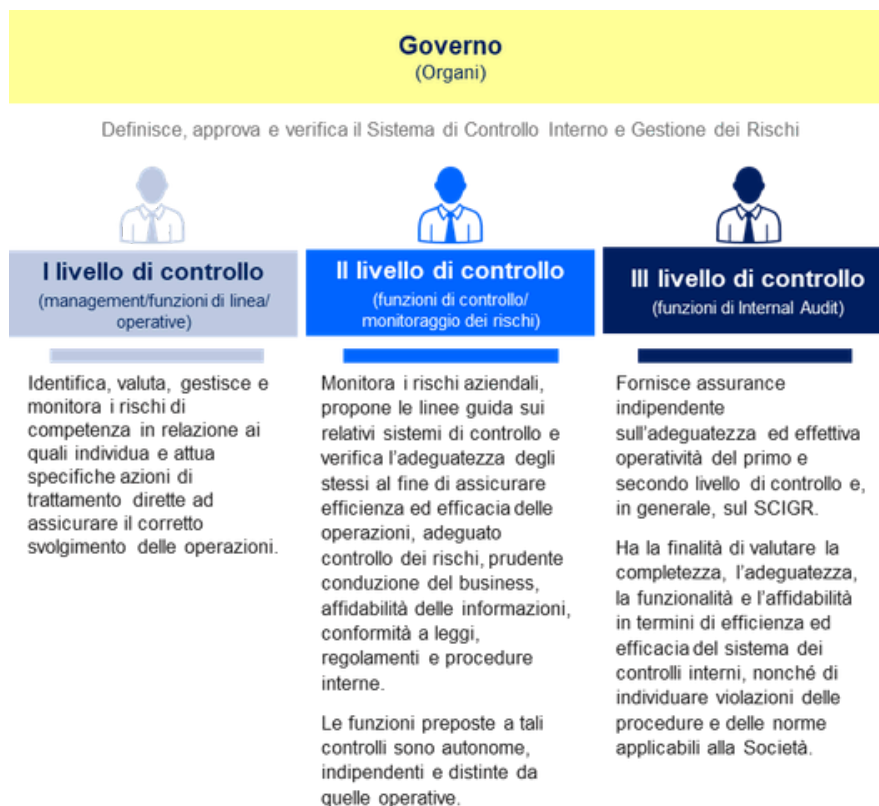 Governo
(Organi)
Definisce, approva e verifica il Sistema di Controllo Interno e Gestione dei Rischi
I livello di controllo
(management/funzioni di linea/
operative)
Identifica, valuta, gestisce e
monitora i rischi di
competenza in relazione ai
quali individua e attua
specifiche azioni di
trattamento dirette ad
assicurare il corretto
svolgimento delle operazioni.
II livello di controllo
(funzioni di controllo/
monitoraggio dei rischi)
Monitora i rischi aziendali,
propone le linee guida sui
relativi sistemi di controllo e
verifica l'adeguatezza degli
stessi al fine di assicurare
efficienza ed efficacia delle
operazioni, adeguato
controllo dei rischi, prudente
conduzione del business,
affidabilità delle informazioni,
conformità a leggi,
regolamenti e procedure
interne.
Le funzioni preposte a tali
controlli sono autonome,
indipendenti e distinte da
quelle operative.
III livello di controllo
(funzioni di Internal Audit)
Fornisce assurance
indipendente
sull'adeguatezza ed effettiva
operatività del primo e
secondo livello di controllo e,
in generale, sul SCIGR.
Ha la finalità di valutare la
completezza, l'adeguatezza,
la funzionalità e l'affidabilità
in termini di efficienza ed
efficacia del sistema dei
controlli interni, nonché di
individuare violazioni delle
procedure e delle norme
applicabili alla Società.